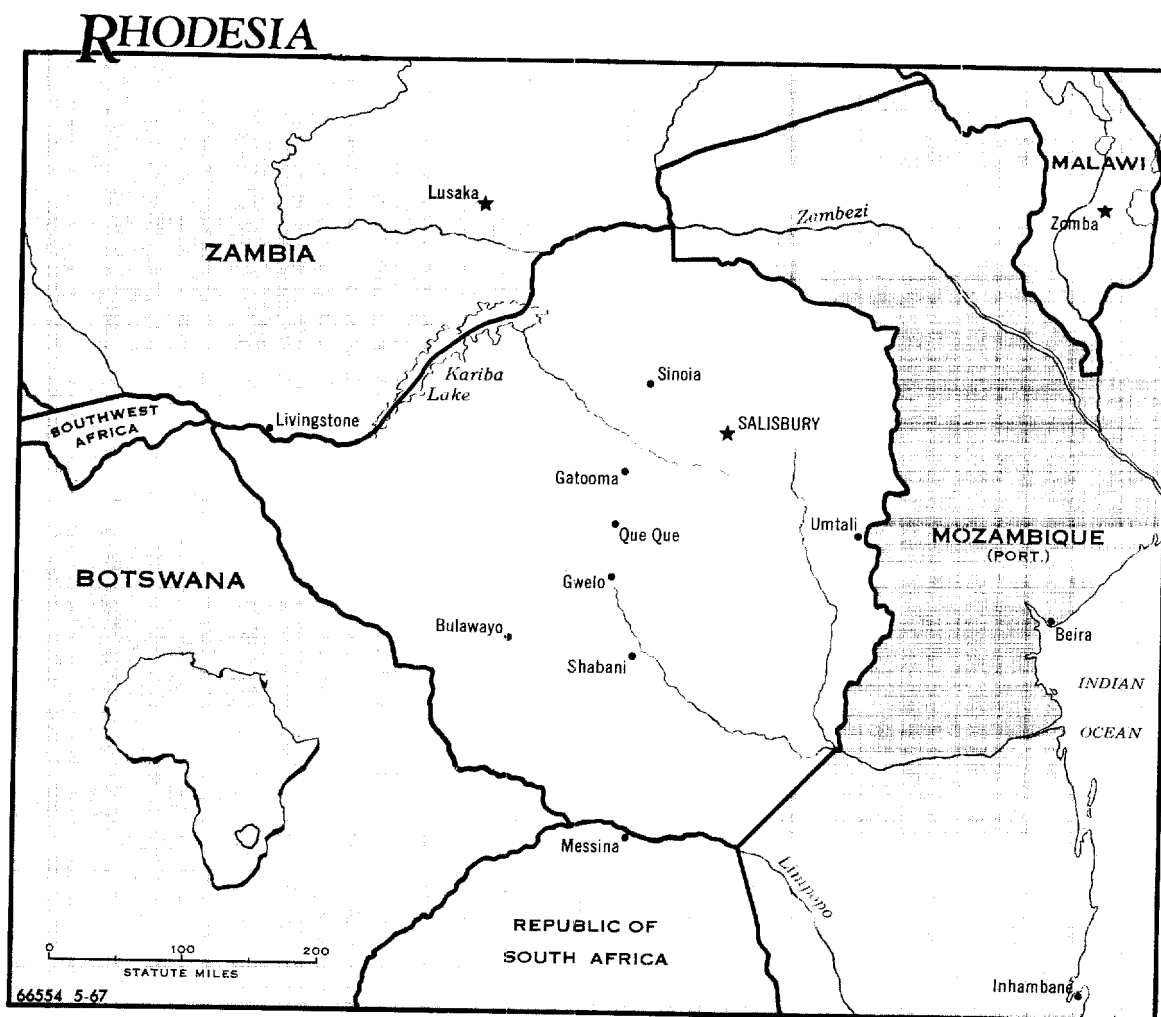 RHODESIA
MALAWI
Lusaka
Zomba
Zambezi
ZAMBIA
Kariba
Lake
Sinoia
SOUTHWEST
AFRICA
Livingstone
SALISBURY
Gatooma
Que Que
Umtali
MOZAMBIQUE
(PORT.)
BOTSWANA
Gwelo
Bulawayo
Beira
Shabani
INDIAN
OCEAN
Messina
Limpopo
REPUBLIC OF
SOUTH AFRICA
0 100 200
STATUTE MILES
Inhambane
66554 5-67